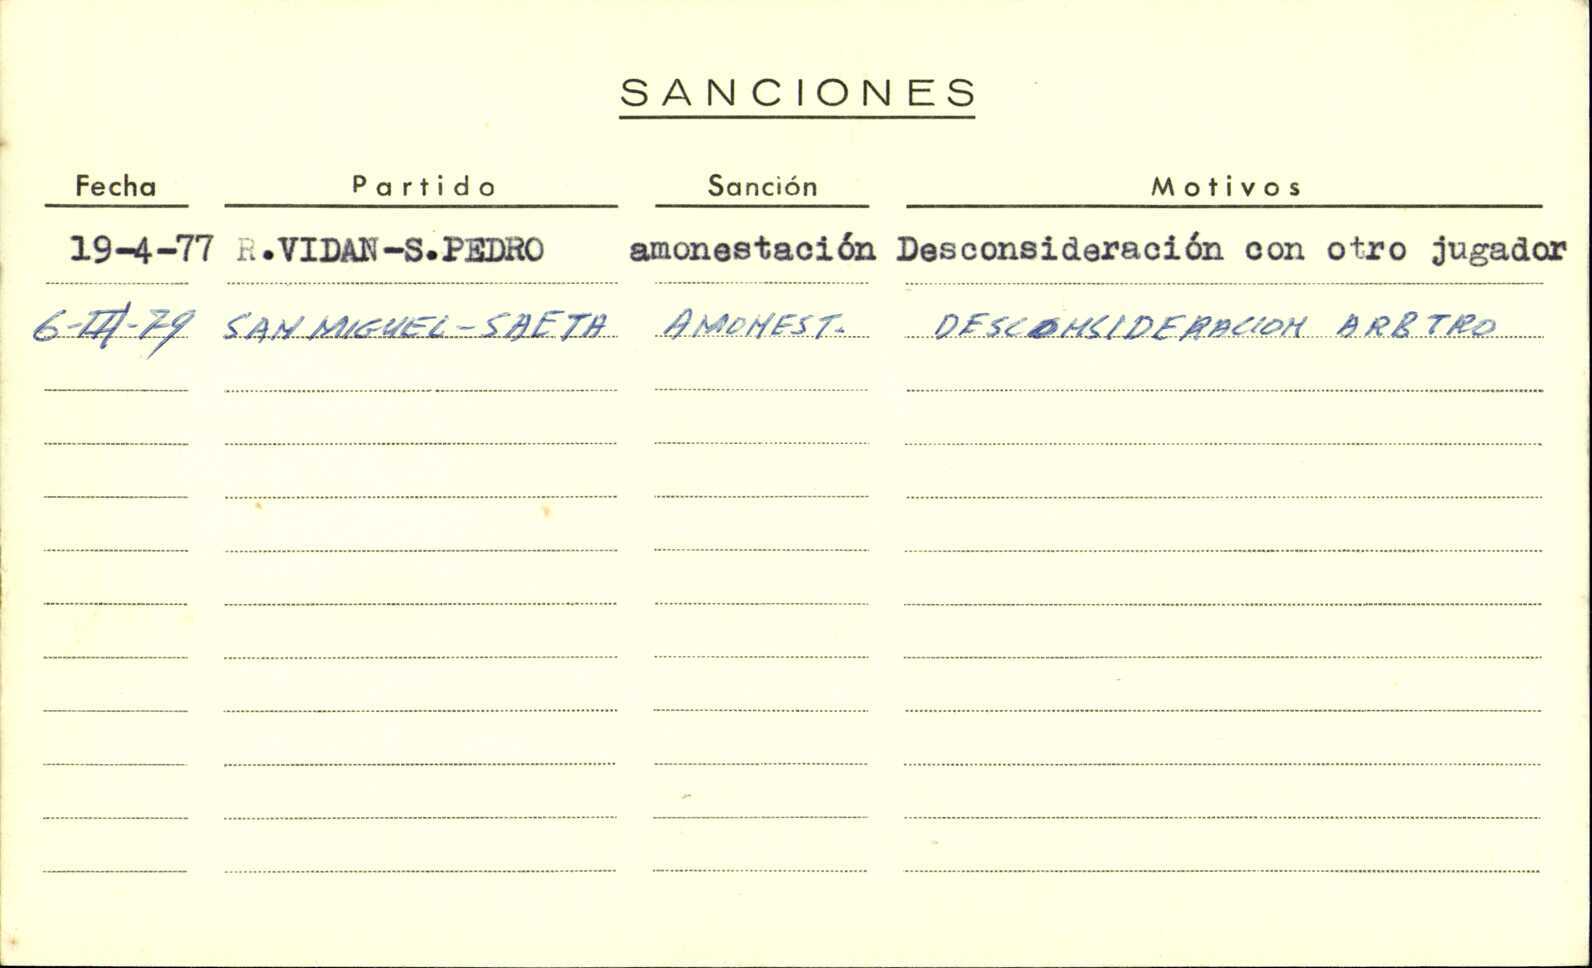 SANCIONES
Fecha Partido Sanción Motivos
19-4-77 R.VIDAN-S.PEDRO amonestación Desconsideración con otro jugador
6-III-79 SAN MIGUEL-SAETA AMONEST. DESCONSIDERACION ARBTRO